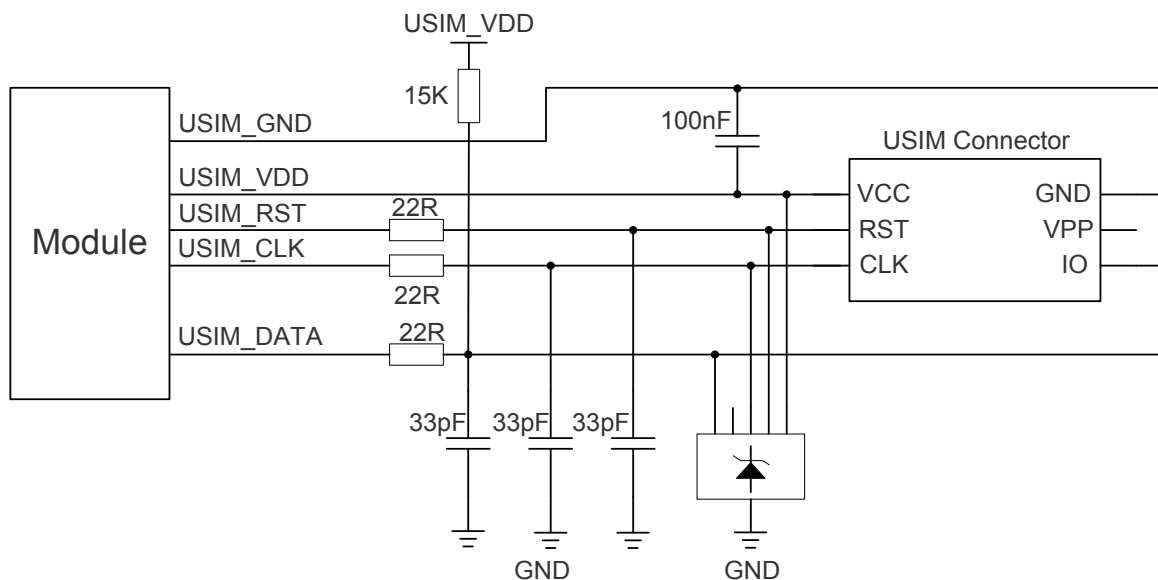 USIM_VDD
15K
100nF
USIM_GND
USIM Connector
USIM_VDD
VCC
GND
22R
USIM_RST
RST
VPP
Module
USIM_CLK
CLK
IO
22R
USIM_DATA
22R
33pF
33pF
33pF
GND
GND